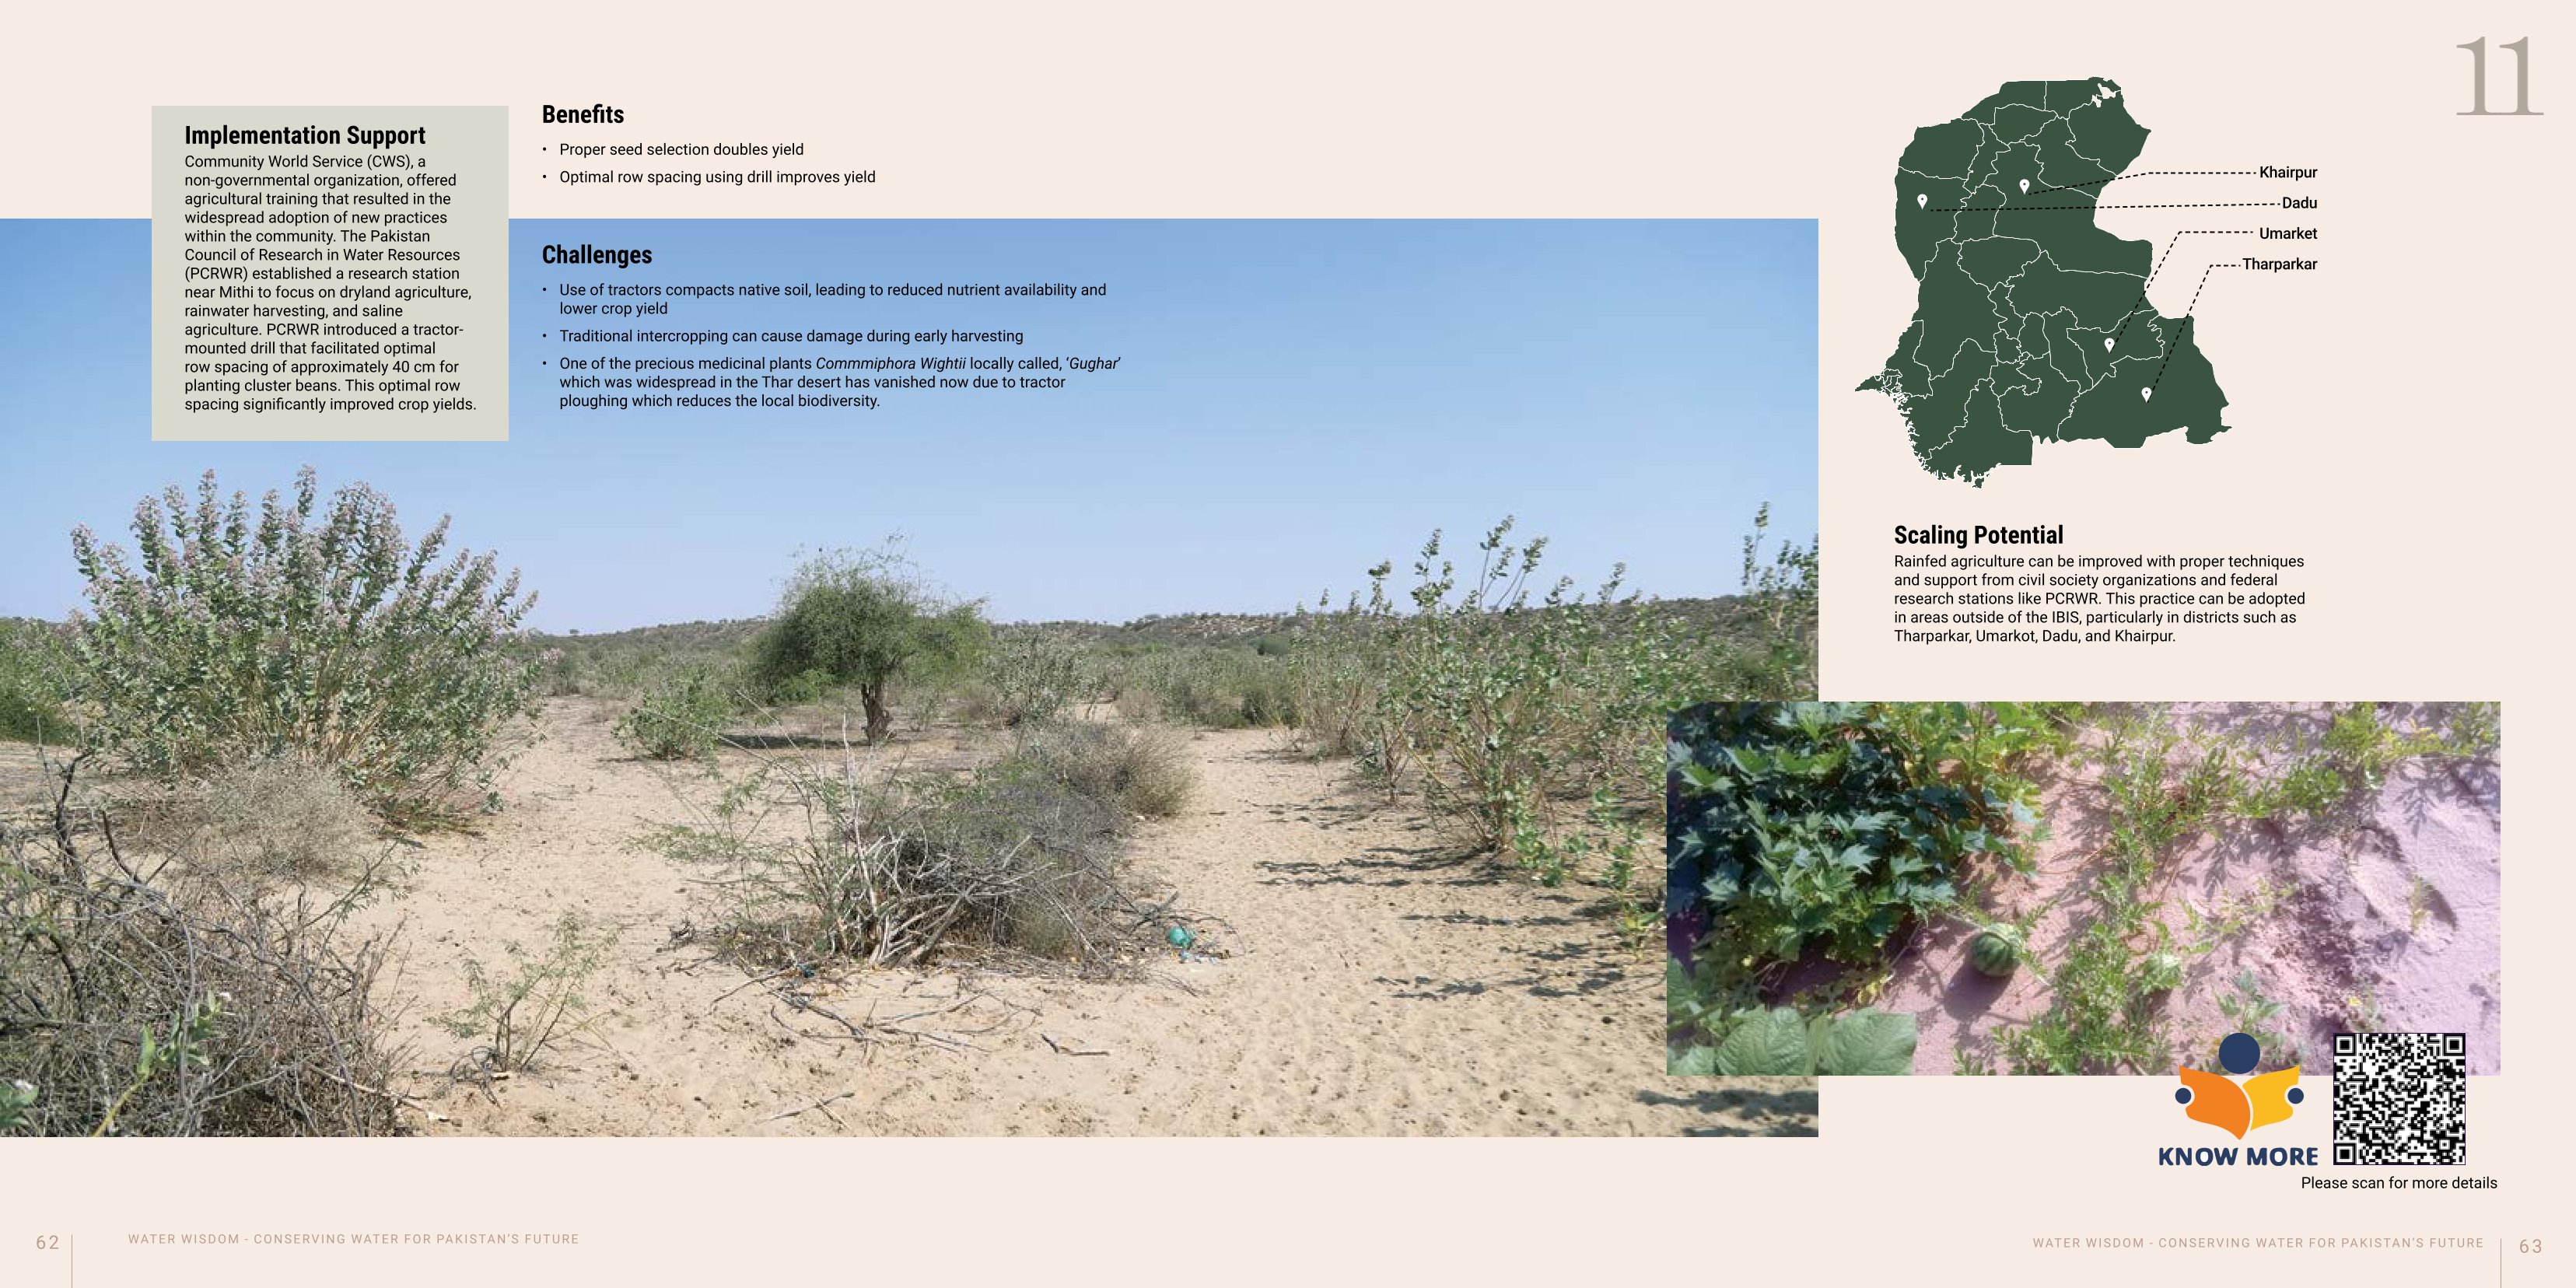 11
Implementation Support
Community World Service (CWS), a
non-governmental organization, offered
agricultural training that resulted in the
widespread adoption of new practices
within the community. The Pakistan
Council of Research in Water Resources
(PCRWR) established a research station
near Mithi to focus on dryland agriculture,
rainwater harvesting, and saline
agriculture. PCRWR introduced a tractor-
mounted drill that facilitated optimal
row spacing of approximately 40 cm for
planting cluster beans. This optimal row
spacing significantly improved crop yields.
Benefits
• Proper seed selection doubles yield
• Optimal row spacing using drill improves yield
Challenges
• Use of tractors compacts native soil, leading to reduced nutrient availability and
lower crop yield
• Traditional intercropping can cause damage during early harvesting
• One of the precious medicinal plants Commmiphora Wightii locally called, ‘Gughar’
which was widespread in the Thar desert has vanished now due to tractor
ploughing which reduces the local biodiversity.
Khairpur
Dadu
Umarket
Tharparkar
Scaling Potential
Rainfed agriculture can be improved with proper techniques
and support from civil society organizations and federal
research stations like PCRWR. This practice can be adopted
in areas outside of the IBIS, particularly in districts such as
Tharparkar, Umarkot, Dadu, and Khairpur.
KNOW MORE
Please scan for more details
62
WATER WISDOM - CONSERVING WATER FOR PAKISTAN’S FUTURE
WATER WISDOM - CONSERVING WATER FOR PAKISTAN’S FUTURE
63